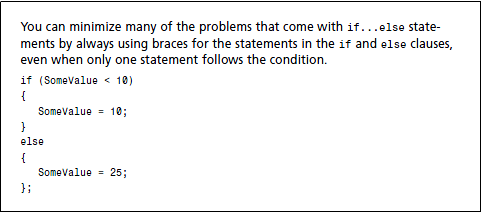 You can minimize many of the problems that come with if...else state-
ments by always using braces for the statements in the if and else clauses,
even when only one statement follows the condition.
if (SomeValue < 10)
{
   SomeValue = 10;
}
else
{
   SomeValue = 25;
};